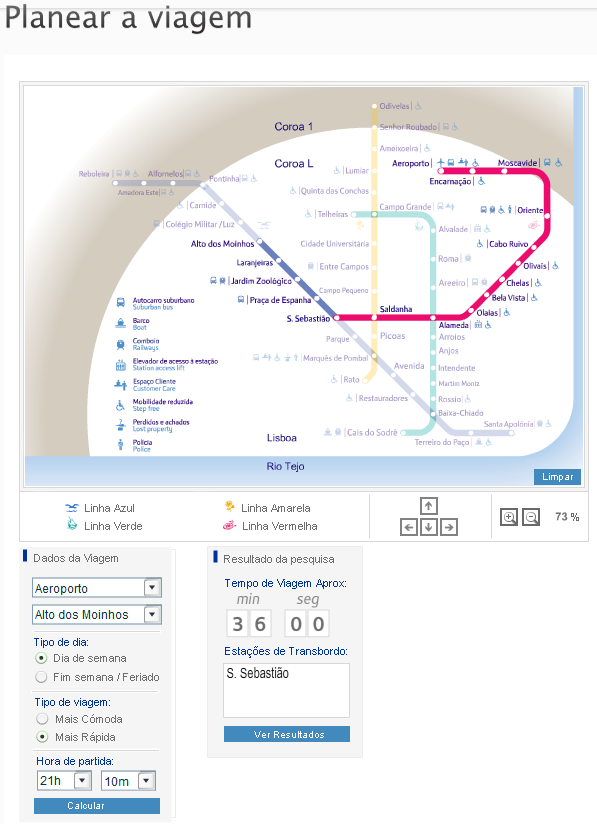 Planear a viagem
Odivelas
Coroa 1
Senhor Roubado
Ameixoeira
Coroa L
Aeroporto
Moscavide
Lumiar
Reboleira
Alfornelos
Pontinha
Encarnação
Amadora Este
Quinta das Conchas
Carnide
Telheiras
Campo Grande
Oriente
Colégio Militar /Luz
Alvalade
Alto dos Moinhos
Cidade Universitária
Cabo Ruivo
Roma
Laranjeiras
Entre Campos
Olivais
Jardim Zoológico
Areeiro
Chelas
Campo Pequeno
Bela Vista
Praça de Espanha
Saldanha
Olaias
S. Sebastião
Alameda
Parque
Picoas
Arroios
Anjos
Marquês de Pombal
Avenida
Intendente
Rato
Martim Moniz
Restauradores
Rossio
Baixa-Chiado
Cais do Sodré
Santa Apolónia
Terreiro do Paço
Autocarro suburbano
Suburban bus
Barco
Boat
Comboio
Railways
Elevador de acesso à estação
Station access lift
Espaço Cliente
Customer Care
Mobilidade reduzida
Step free
Perdidos e achados
Lost property
Polícia
Police
Lisboa
Rio Tejo
Limpar
Linha Azul
Linha Amarela
Linha Verde
Linha Vermelha
73 %
Dados da Viagem
Aeroporto
Alto dos Moinhos
Tipo de dia:
Dia de semana
Fim semana / Feriado
Tipo de viagem:
Mais Cómoda
Mais Rápida
Hora de partida:
21h 10m
Calcular
Resultado da pesquisa
Tempo de Viagem Aprox:
min seg
36 00
Estações de Transbordo:
S. Sebastião
Ver Resultados